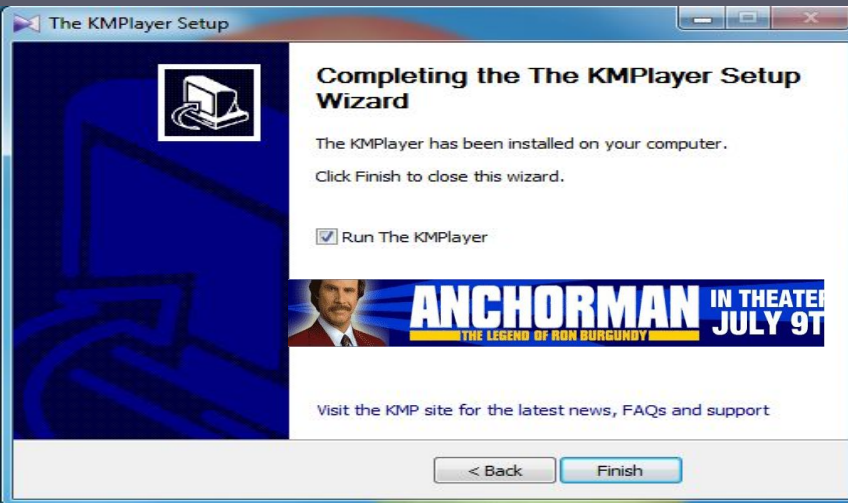 The KMPlayer Setup
Completing the The KMPlayer Setup
Wizard
The KMPlayer has been installed on your computer.
Click Finish to close this wizard.
Run The KMPlayer
ANCHORMAN
THE LEGEND OF RON BURGUNDY
IN THEATER
JULY 9T
Visit the KMP site for the latest news, FAQs and support
< Back
Finish